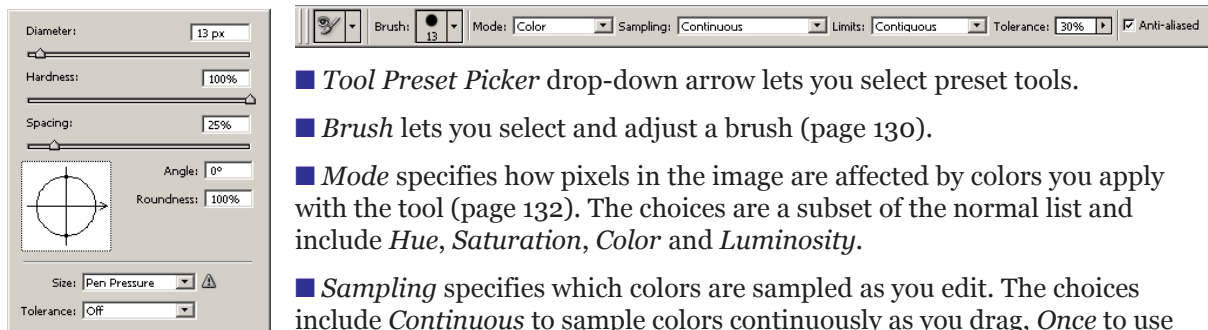 Diameter: 13 px
Hardness: 100%
Spacing: 25%
Angle: 0º
Roundness: 100%
Size: Pen Pressure
Tolerance: Off
Brush: 13 Mode: Color Sampling: Continuous Limits: Contiguous Tolerance: 30% Anti-aliased
■ Tool Preset Picker drop-down arrow lets you select preset tools.
■ Brush lets you select and adjust a brush (page 130).
■ Mode specifies how pixels in the image are affected by colors you apply
with the tool (page 132). The choices are a subset of the normal list and
include Hue, Saturation, Color and Luminosity.
■ Sampling specifies which colors are sampled as you edit. The choices
include Continuous to sample colors continuously as you drag, Once to use